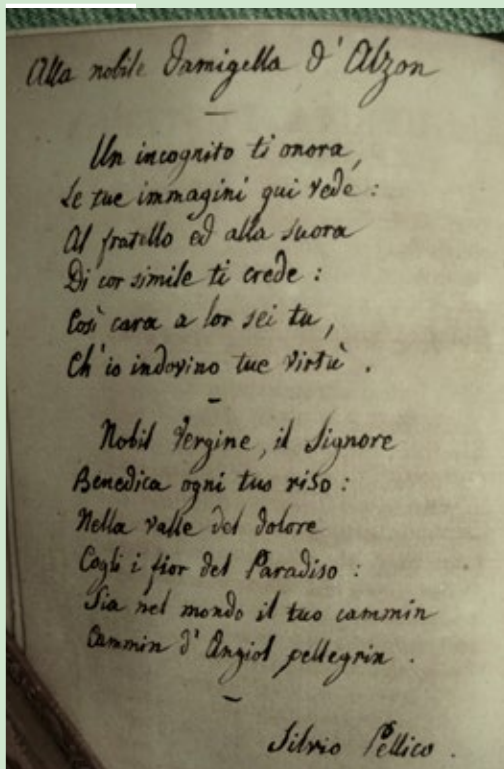 Alla nobile Damigella d'Alzon
Un incognito ti onora,
Le tue immagini qui vede:
Al fratello ed alla suora
Di cor simile ti crede:
Così cara a lor sei tu,
Ch'io indovino tue virtù.
Nobil Vergine, il Signore
Benedica ogni tuo riso:
Nella valle del dolore
Cogli i fior del Paradiso:
Sia nel mondo il tuo cammin
Cammin d'Angiol pellegrin.
Silvio Pellico.